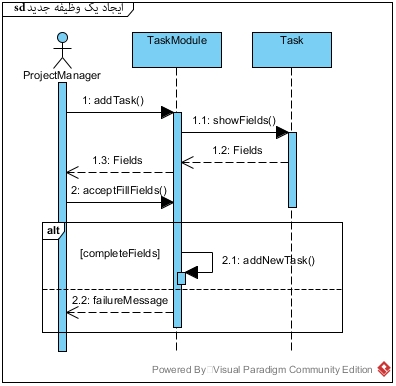 sd ایجاد یک وظیفه جدید
TaskModule
Task
ProjectManager
1: addTask()
1.1: showFields()
1.2: Fields
1.3: Fields
2: acceptFillFields()
alt
[completeFields]
2.1: addNewTask()
2.2: failureMessage
Powered By Visual Paradigm Community Edition